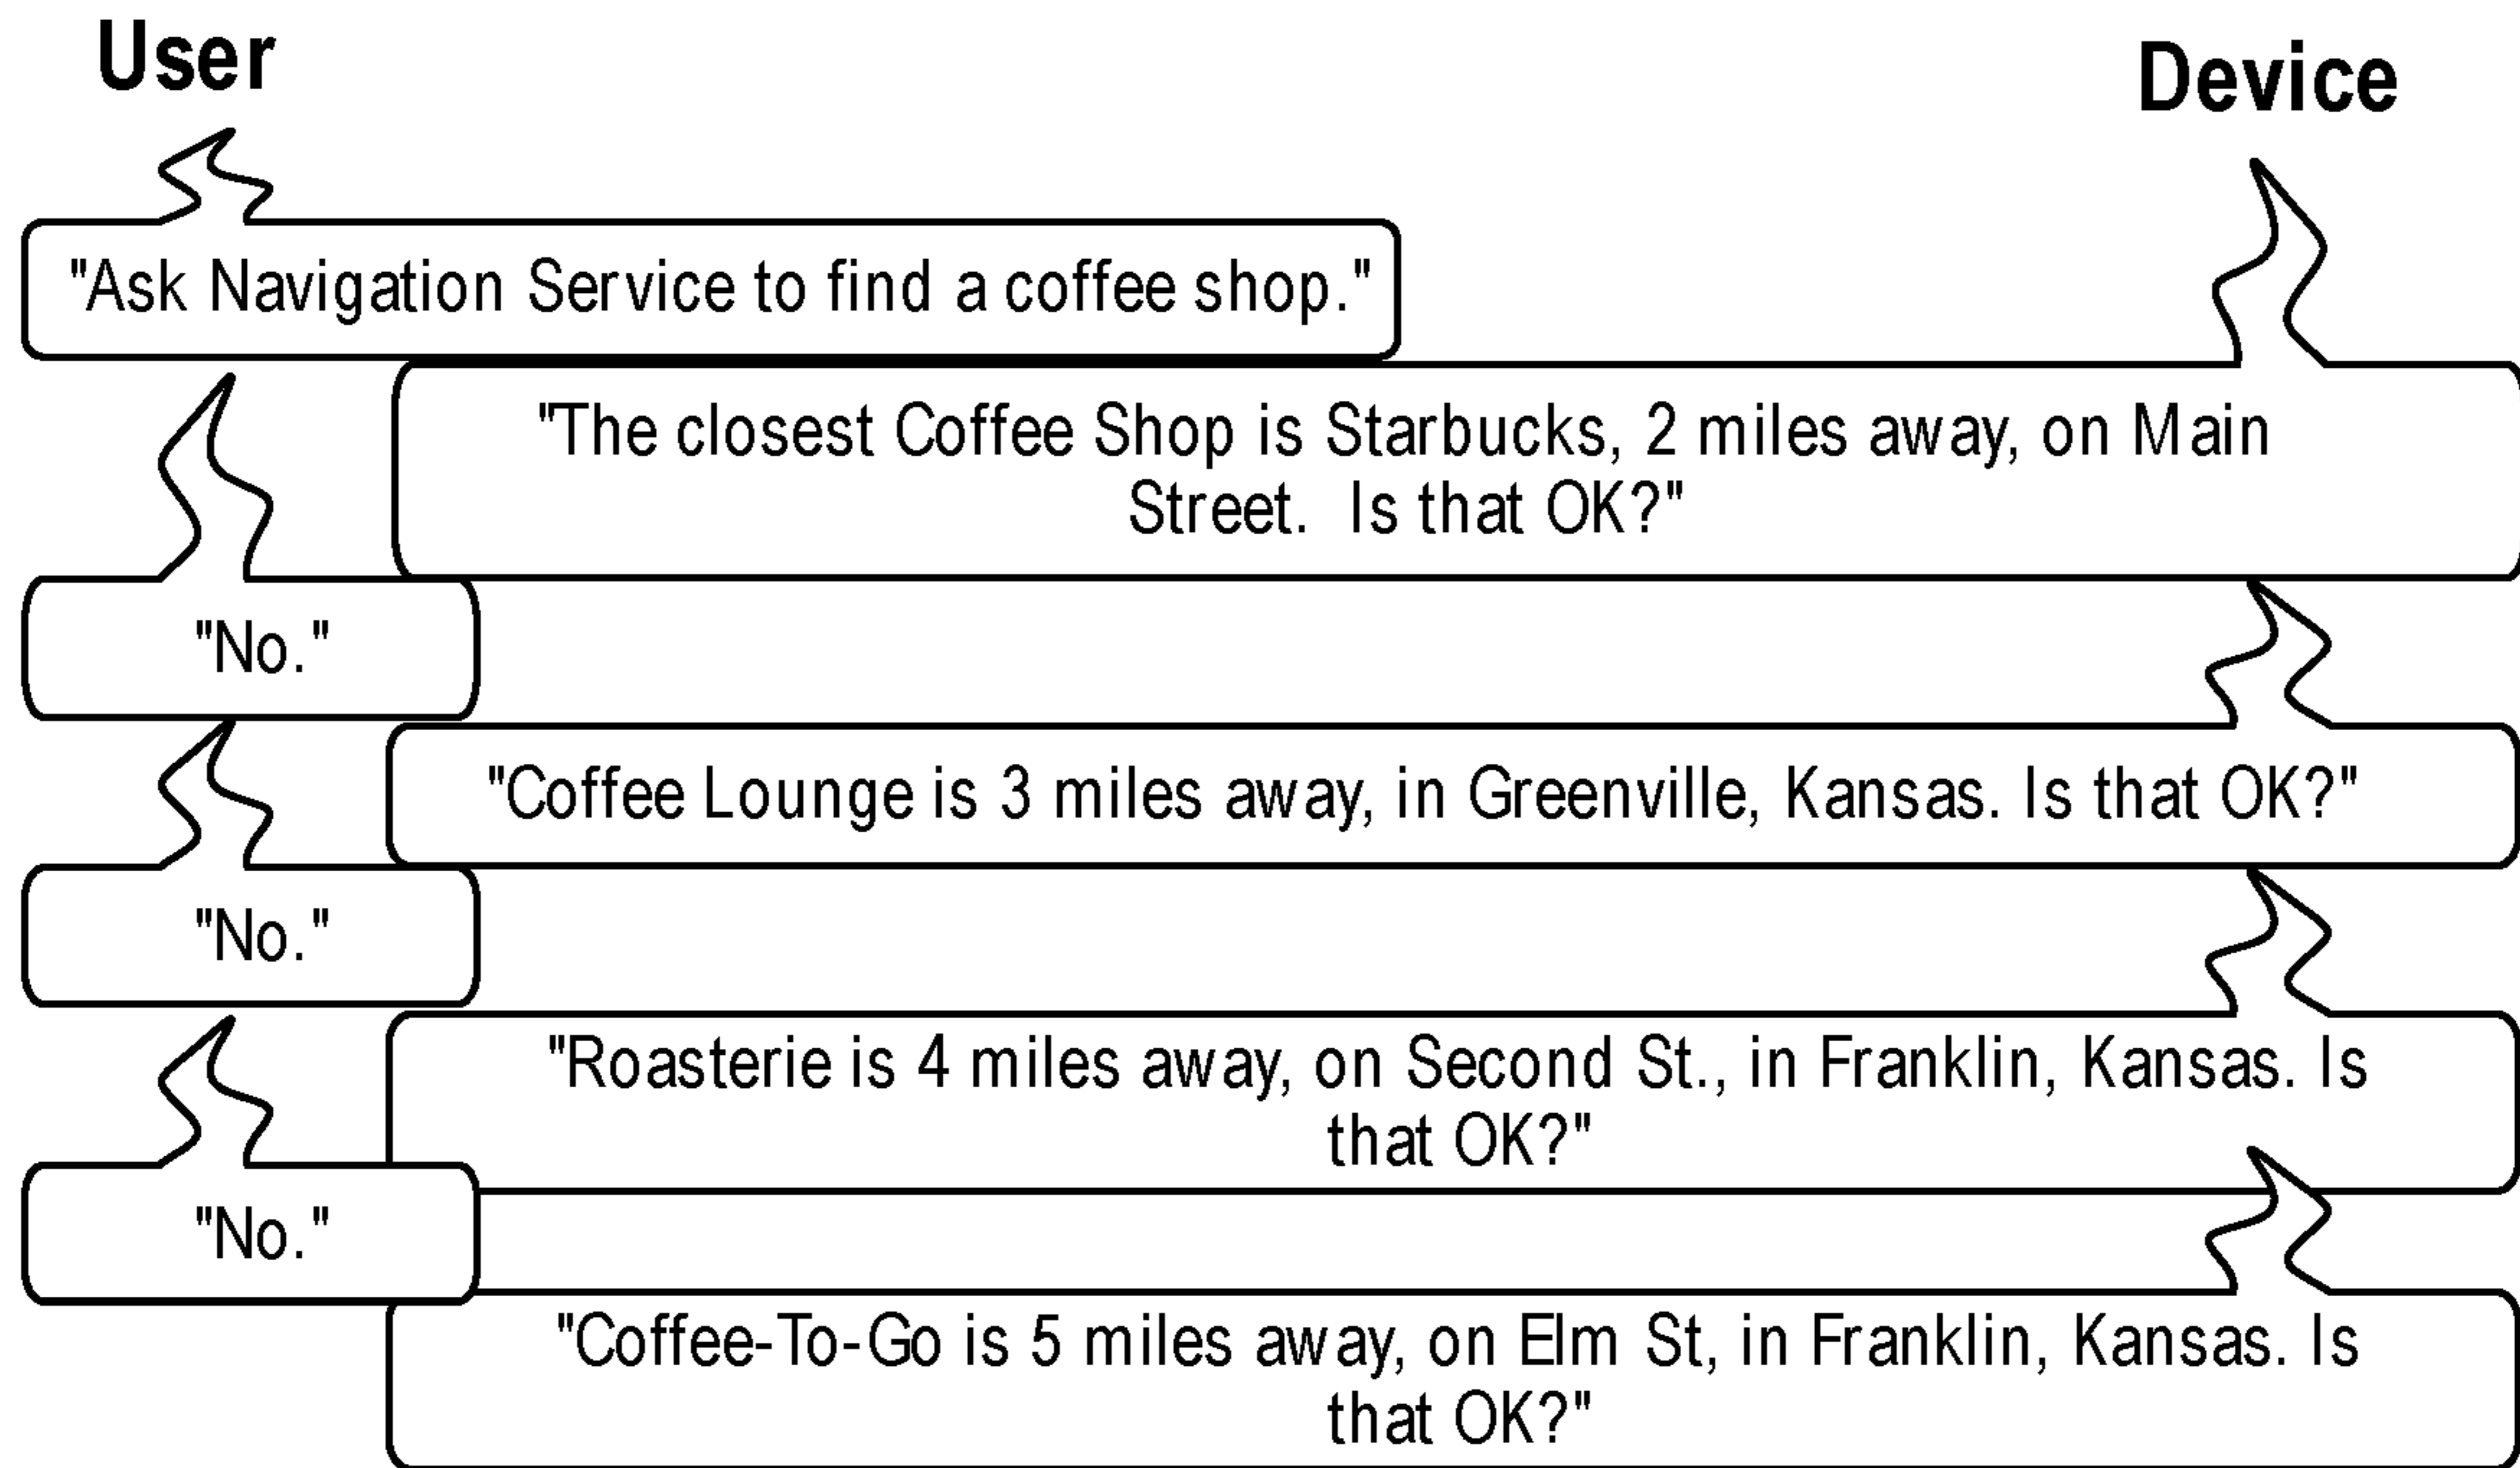 User
Device
"Ask Navigation Service to find a coffee shop."
"The closest Coffee Shop is Starbucks, 2 miles away, on Main
Street.  Is that OK?"
"No."
"Coffee Lounge is 3 miles away, in Greenville, Kansas. Is that OK?"
"No."
"Roasterie is 4 miles away, on Second St., in Franklin, Kansas. Is
that OK?"
"No."
"Coffee-To-Go is 5 miles away, on Elm St, in Franklin, Kansas. Is
that OK?"